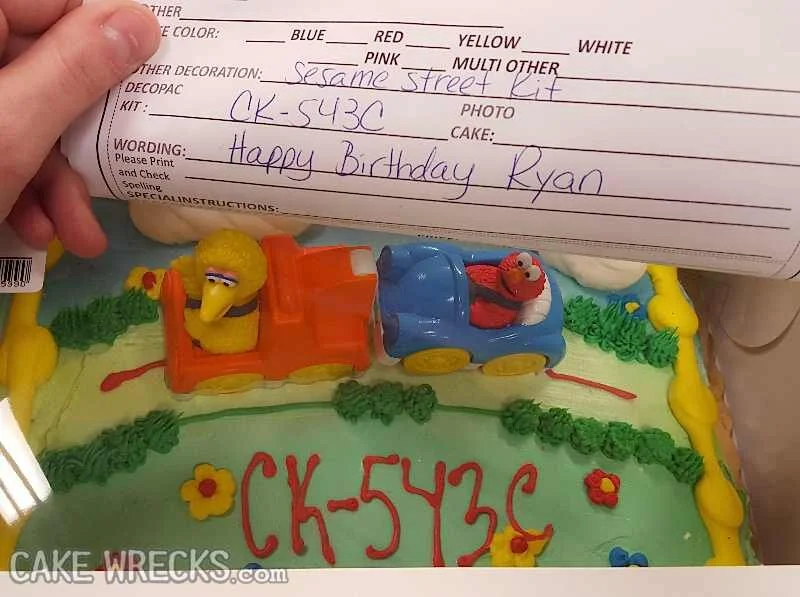 OTHER
E COLOR: BLUE RED YELLOW WHITE
PINK MULTI OTHER
OTHER DECORATION: Sesame Street Kit
DECOPAC
KIT: CK-543C PHOTO
CAKE:
WORDING: Happy Birthday Ryan
Please Print
and Check
Spelling
SPECIAL INSTRUCTIONS:
CK-543C
CAKE WRECKS.com